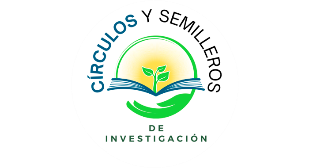 CÍRCULOS Y SEMILLEROS
DE
INVESTIGACIÓN